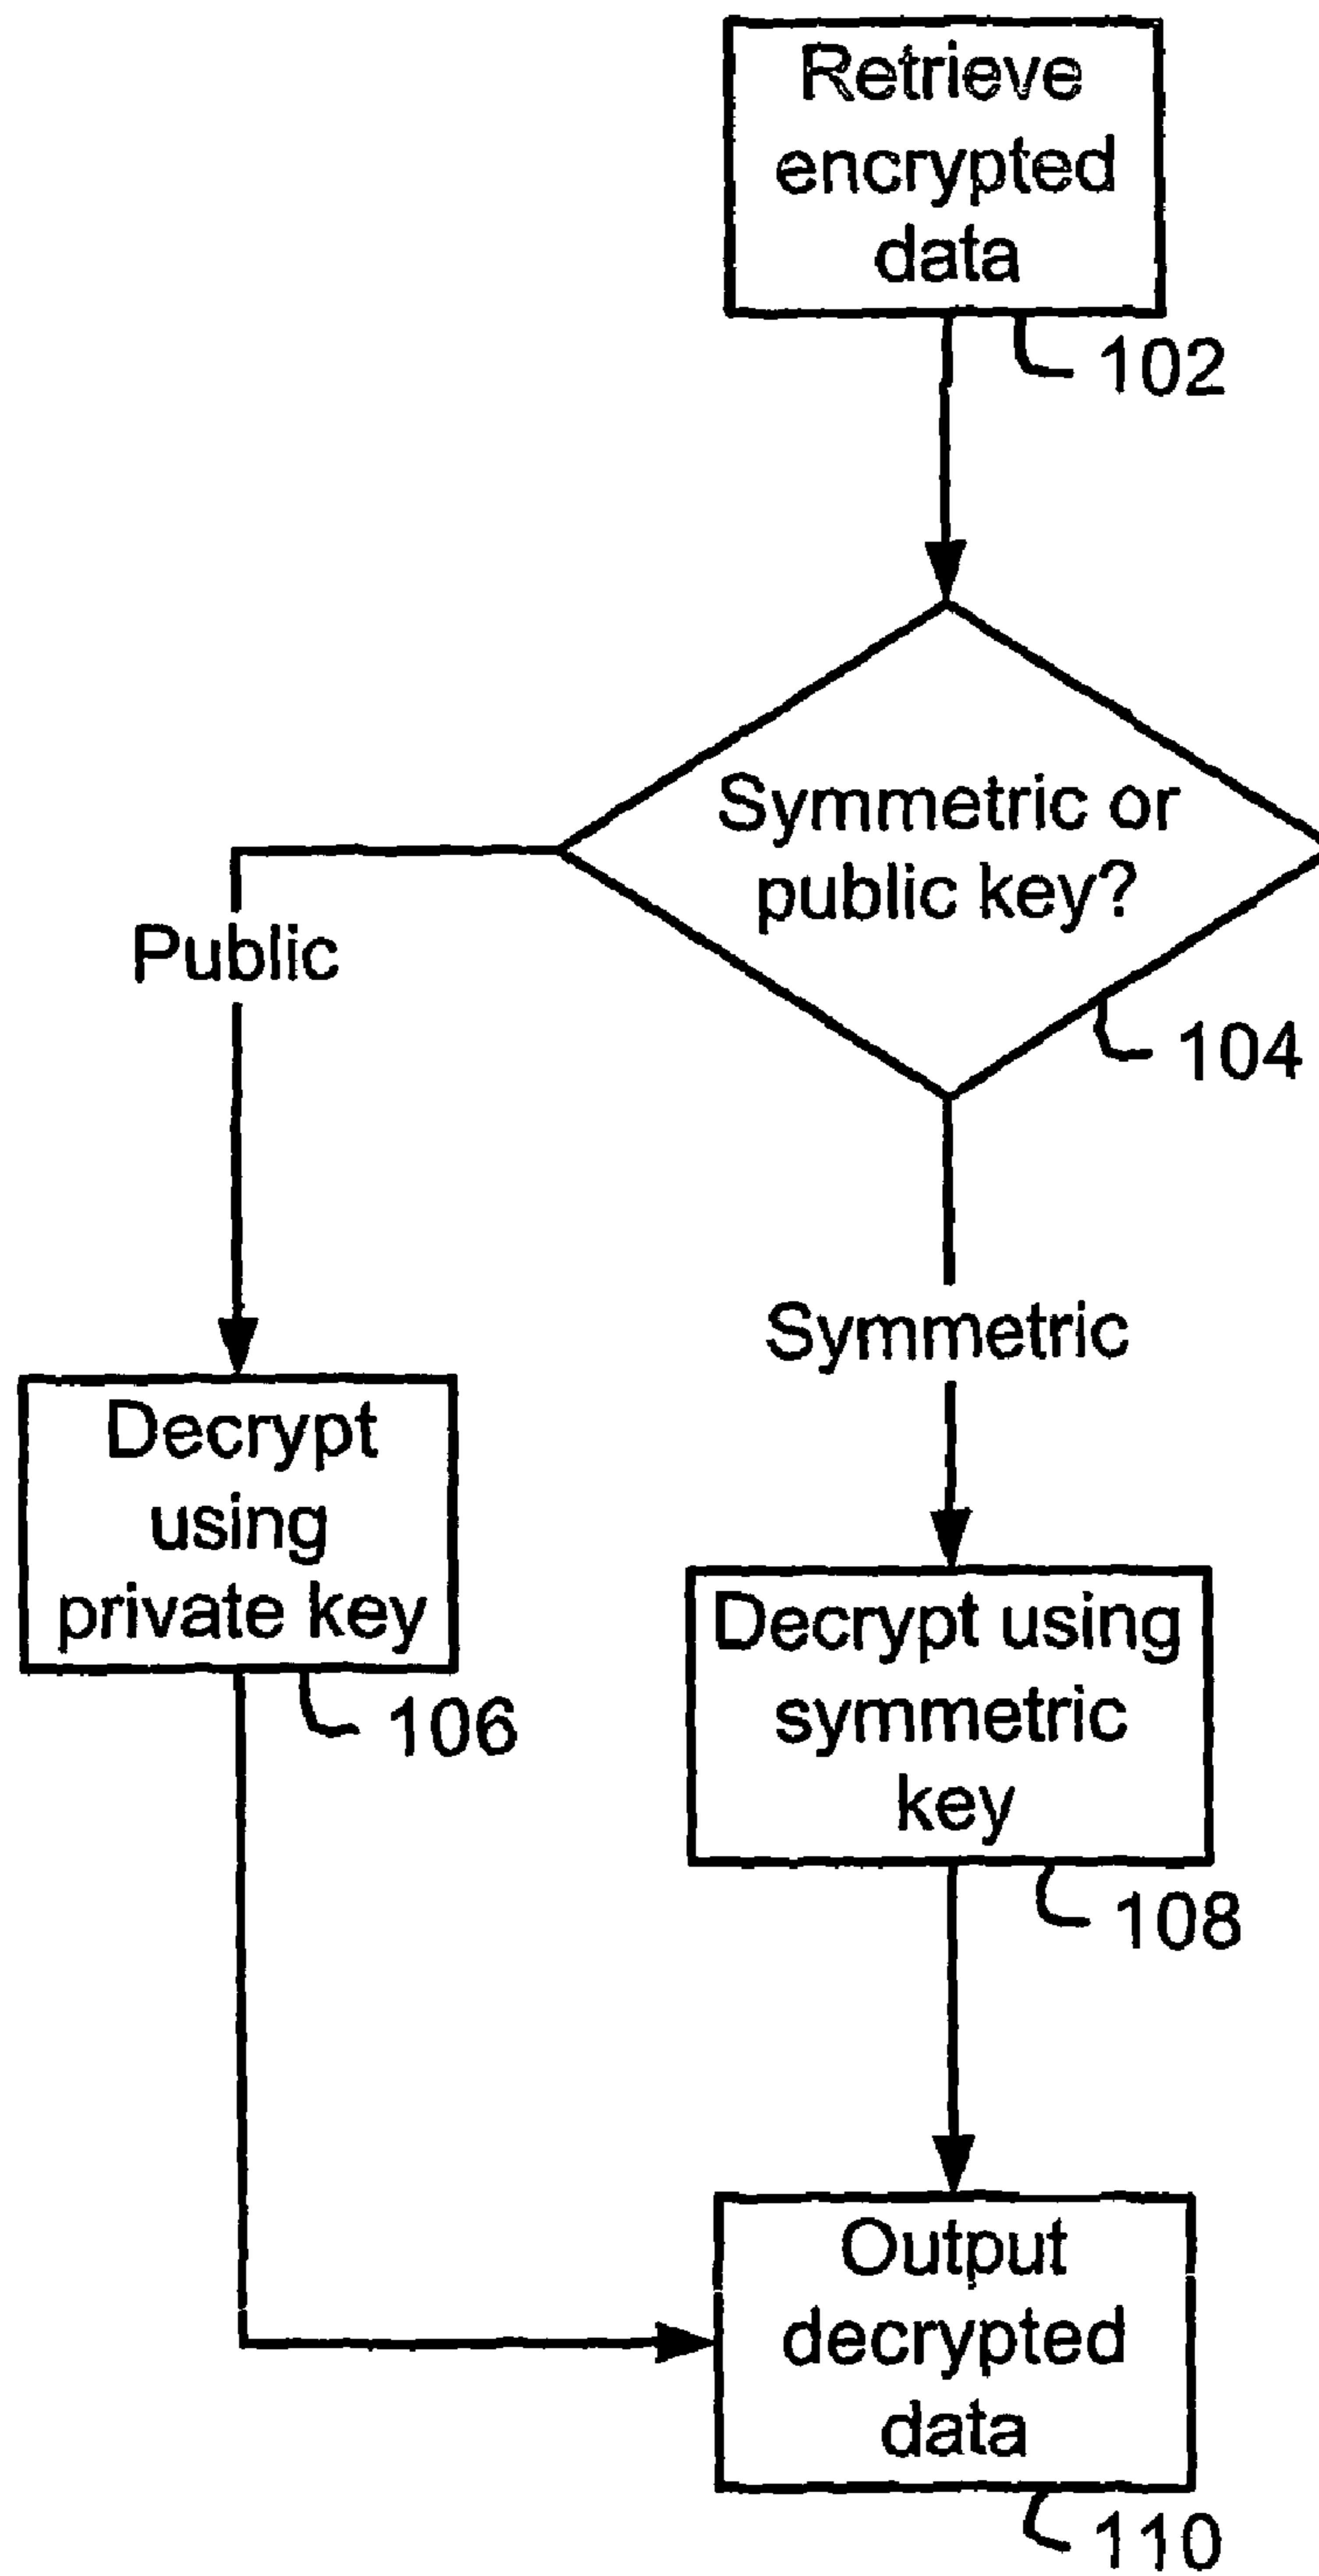 Retrieve
encrypted
data
102
Symmetric or
public key?
104
Public
Symmetric
Decrypt
using
private key
106
Decrypt using
symmetric
key
108
Output
decrypted
data
110